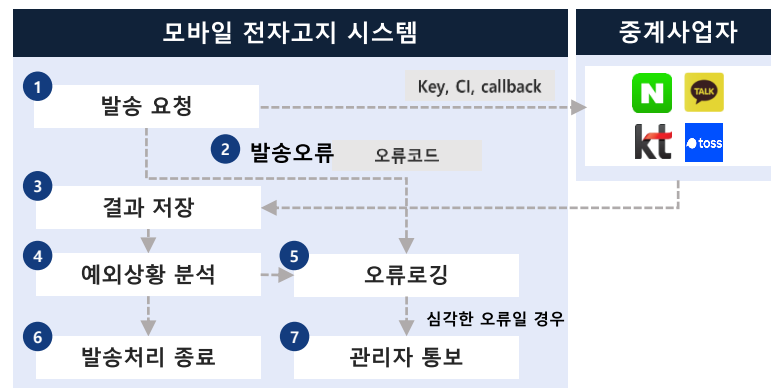 모바일 전자고지 시스템
중계사업자
1
발송 요청
Key, CI, callback
N
TALK
kt
toss
2
발송오류
오류코드
3
결과 저장
4
예외상황 분석
5
오류로깅
심각한 오류일 경우
6
발송처리 종료
7
관리자 통보